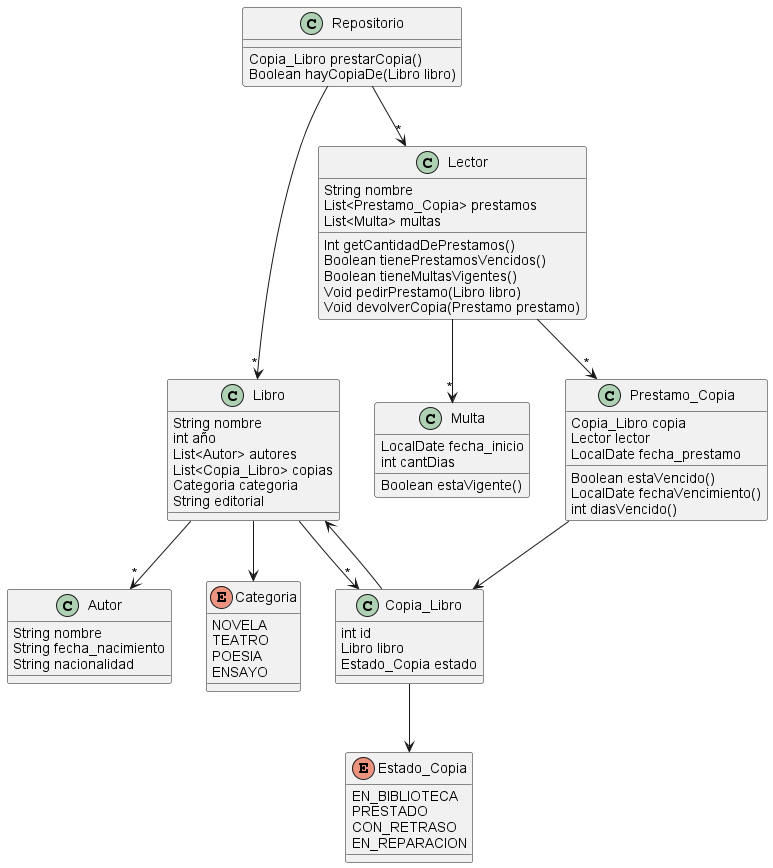 C Repositorio
Copia_Libro prestarCopia()
Boolean hayCopiaDe(Libro libro)
*
C Lector
String nombre
List<Prestamo_Copia> prestamos
List<Multa> multas
Int getCantidadDePrestamos()
Boolean tienePrestamosVencidos()
Boolean tieneMultasVigentes()
Void pedirPrestamo(Libro libro)
Void devolverCopia(Prestamo prestamo)
*
C Libro
String nombre
int año
List<Autor> autores
List<Copia_Libro> copias
Categoria categoria
String editorial
*
C Multa
LocalDate fecha_inicio
int cantDias
Boolean estaVigente()
*
C Prestamo_Copia
Copia_Libro copia
Lector lector
LocalDate fecha_prestamo
Boolean estaVencido()
LocalDate fechaVencimiento()
int diasVencido()
*
C Autor
String nombre
String fecha_nacimiento
String nacionalidad
E Categoria
NOVELA
TEATRO
POESIA
ENSAYO
*
C Copia_Libro
int id
Libro libro
Estado_Copia estado
E Estado_Copia
EN_BIBLIOTECA
PRESTADO
CON_RETRASO
EN_REPARACION